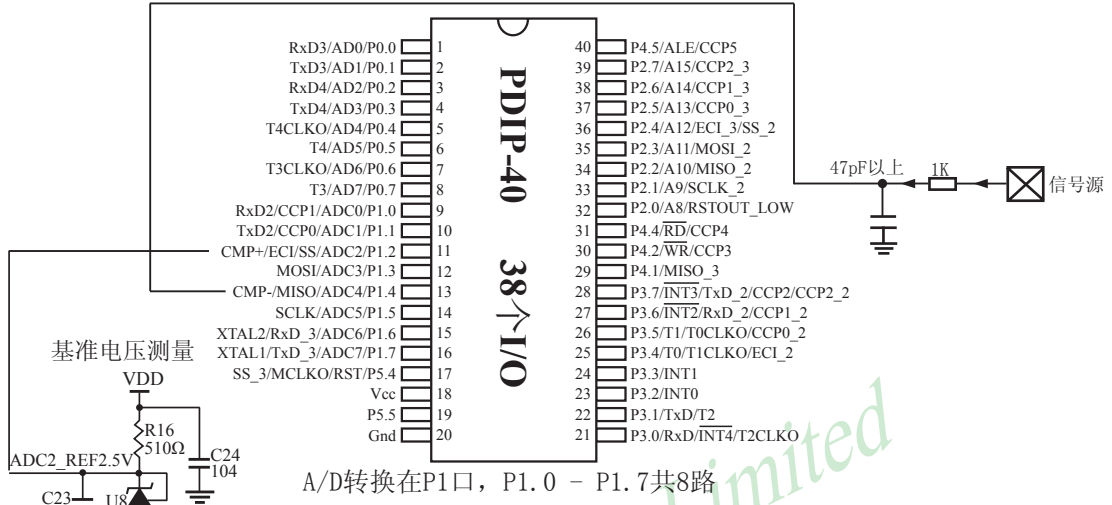 RxD3/AD0/P0.0 1
TxD3/AD1/P0.1 2
RxD4/AD2/P0.2 3
TxD4/AD3/P0.3 4
T4CLKO/AD4/P0.4 5
T4/AD5/P0.5 6
T3CLKO/AD6/P0.6 7
T3/AD7/P0.7 8
RxD2/CCP1/ADC0/P1.0 9
TxD2/CCP0/ADC1/P1.1 10
CMP+/ECI/SS/ADC2/P1.2 11
MOSI/ADC3/P1.3 12
CMP-/MISO/ADC4/P1.4 13
SCLK/ADC5/P1.5 14
XTAL2/RxD_3/ADC6/P1.6 15
XTAL1/TxD_3/ADC7/P1.7 16
SS_3/MCLKO/RST/P5.4 17
Vcc 18
P5.5 19
Gnd 20
PDIP-40 38个I/O
40 P4.5/ALE/CCP5
39 P2.7/A15/CCP2_3
38 P2.6/A14/CCP1_3
37 P2.5/A13/CCP0_3
36 P2.4/A12/ECI_3/SS_2
35 P2.3/A11/MOSI_2
34 P2.2/A10/MISO_2
33 P2.1/A9/SCLK_2
32 P2.0/A8/RSTOUT_LOW
31 P4.4/RD/CCP4
30 P4.2/WR/CCP3
29 P4.1/MISO_3
28 P3.7/INT3/TxD_2/CCP2/CCP2_2
27 P3.6/INT2/RxD_2/CCP1_2
26 P3.5/T1/T0CLKO/CCP0_2
25 P3.4/T0/T1CLKO/ECI_2
24 P3.3/INT1
23 P3.2/INT0
22 P3.1/TxD/T2
21 P3.0/RxD/INT4/T2CLKO
47pF以上
1K
信号源
基准电压测量
VDD
R16
510Ω
C24
104
ADC2_REF2.5V
C23
U8
A/D转换在P1口，P1.0 - P1.7共8路
Limited